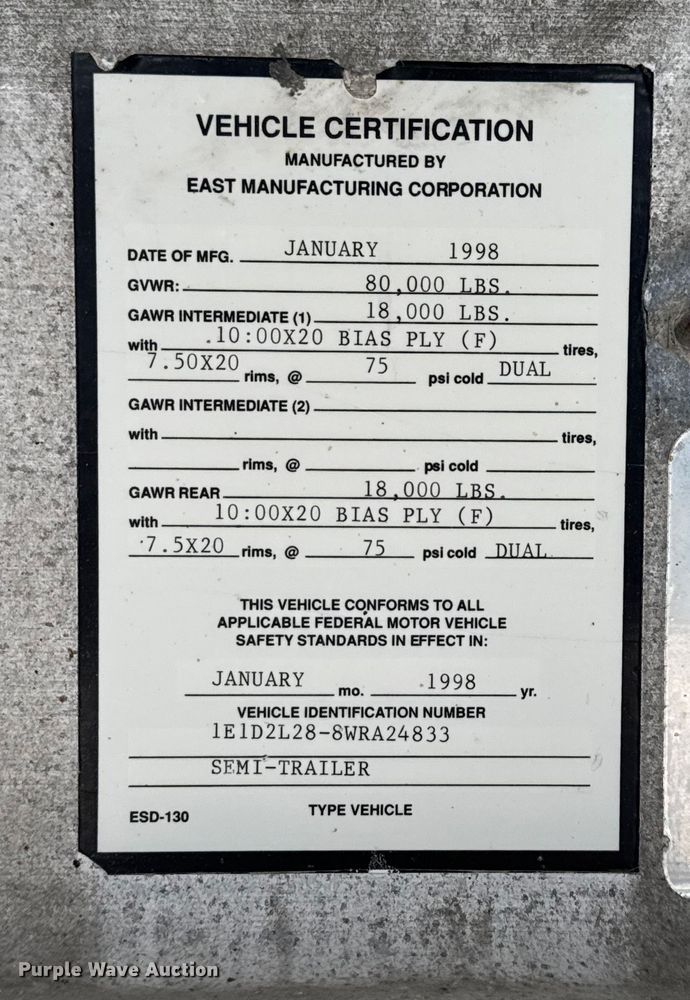 VEHICLE CERTIFICATION
MANUFACTURED BY
EAST MANUFACTURING CORPORATION
DATE OF MFG. JANUARY 1998
GVWR: 80,000 LBS.
GAWR INTERMEDIATE (1) 18,000 LBS.
with 10:00X20 BIAS PLY (F) tires,
7.50X20 rims, @ 75 psi cold DUAL
GAWR INTERMEDIATE (2)
with tires,
rims, @ psi cold
GAWR REAR 18,000 LBS.
with 10:00X20 BIAS PLY (F) tires,
7.5X20 rims, @ 75 psi cold DUAL
THIS VEHICLE CONFORMS TO ALL
APPLICABLE FEDERAL MOTOR VEHICLE
SAFETY STANDARDS IN EFFECT IN:
JANUARY mo. 1998 yr.
VEHICLE IDENTIFICATION NUMBER
1E1D2L28-8WRA24833
SEMI-TRAILER
ESD-130 TYPE VEHICLE
Purple Wave Auction